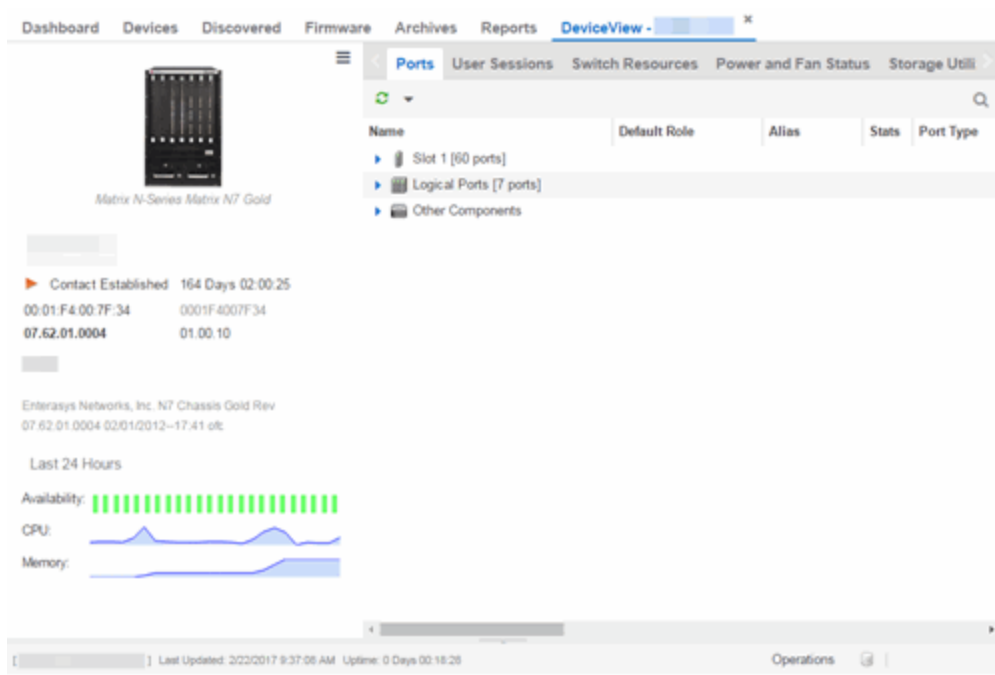 Dashboard Devices Discovered Firmware Archives Reports DeviceView - ×
Ports User Sessions Switch Resources Power and Fan Status Storage Utili
Name Default Role Alias Stats Port Type
Slot 1 [60 ports]
Logical Ports [7 ports]
Other Components
Matrix N-Series Matrix N7 Gold
Contact Established 164 Days 02:00:25
00:01:F4:00:7F:34 0001F4007F34
07.62.01.0004 01.00.10
Enterasys Networks, Inc. N7 Chassis Gold Rev
07.62.01.0004 02/01/2012--17:41 ofc
Last 24 Hours
Availability:
CPU:
Memory:
[ ] Last Updated: 2/22/2017 9:37:06 AM Uptime: 0 Days 00:18:26 Operations